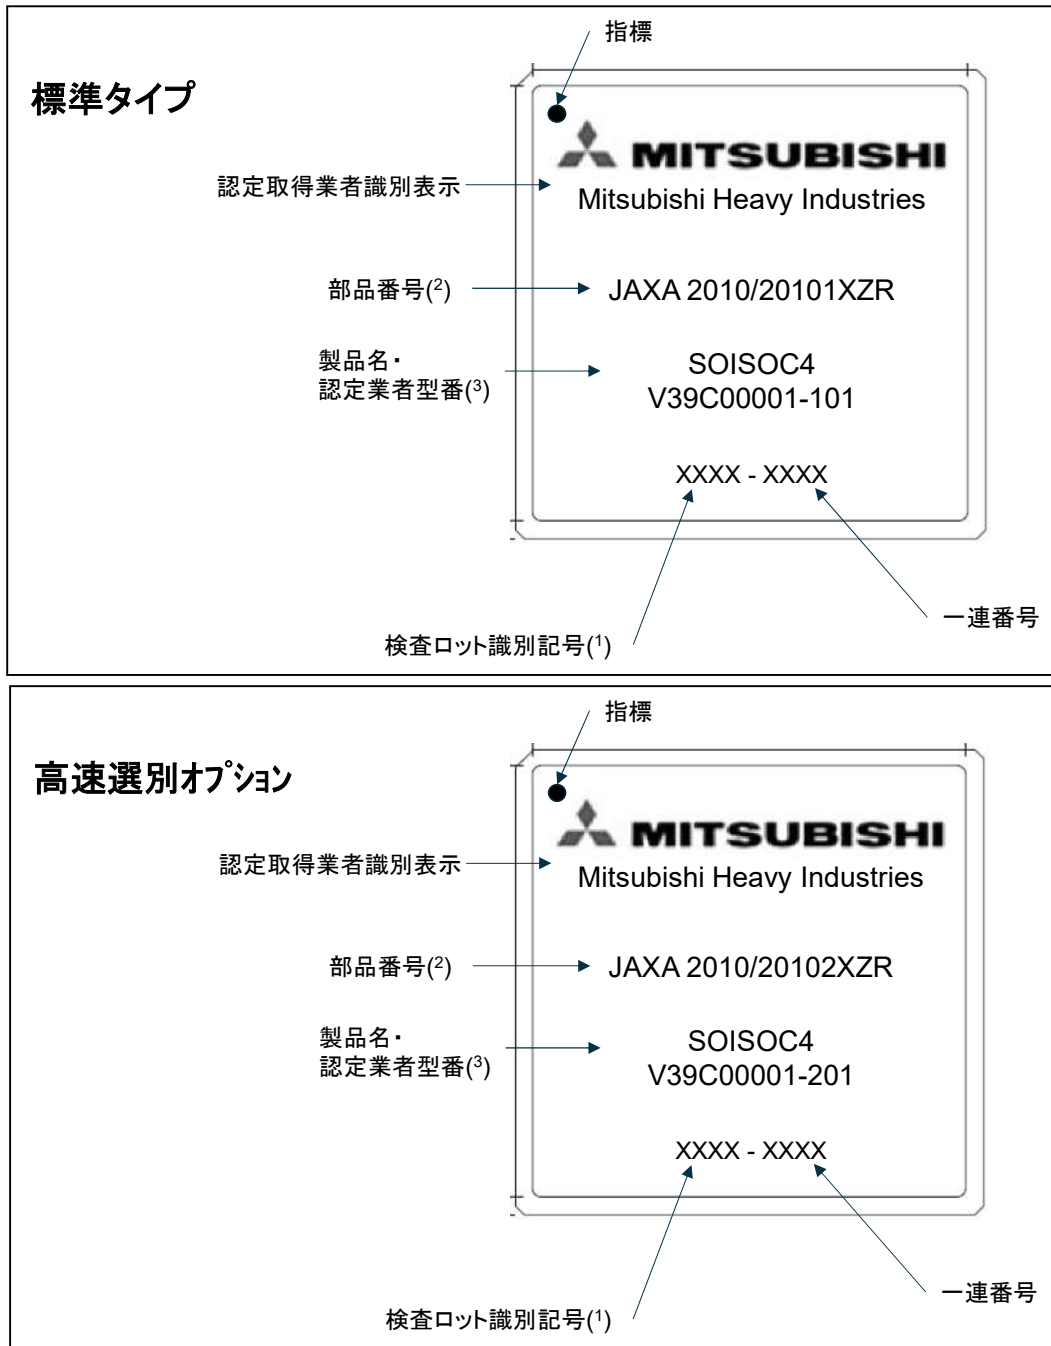 指標
標準タイプ
MITSUBISHI
認定取得業者識別表示
Mitsubishi Heavy Industries
部品番号(2)
JAXA 2010/20101XZR
製品名・
認定業者型番(3)
SOISOC4
V39C00001-101
XXXX - XXXX
一連番号
検査ロット識別記号(1)
指標
高速選別オプション
MITSUBISHI
認定取得業者識別表示
Mitsubishi Heavy Industries
部品番号(2)
JAXA 2010/20102XZR
製品名・
認定業者型番(3)
SOISOC4
V39C00001-201
XXXX - XXXX
一連番号
検査ロット識別記号(1)